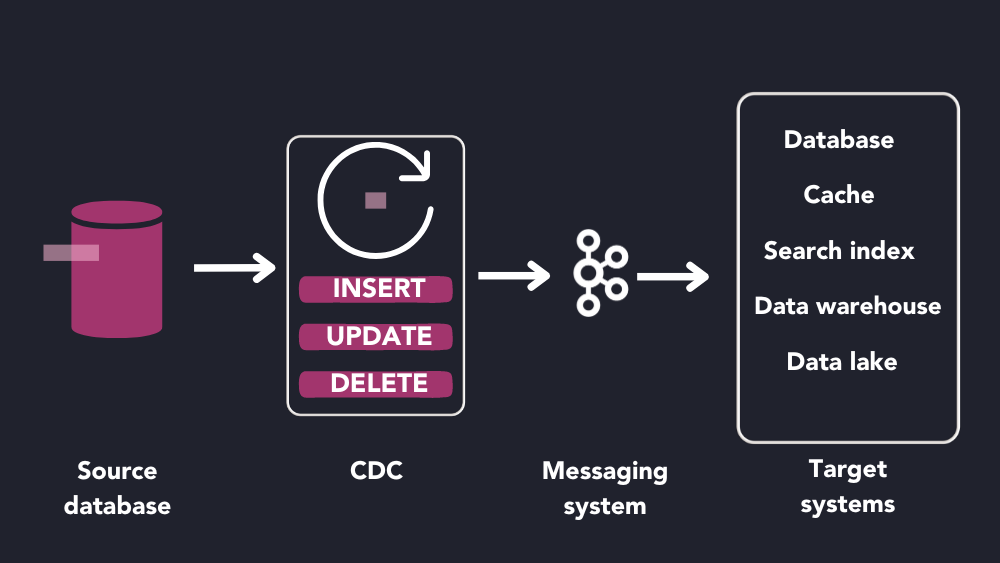 INSERT
UPDATE
DELETE
Database
Cache
Search index
Data warehouse
Data lake
Source
database
CDC
Messaging
system
Target
systems